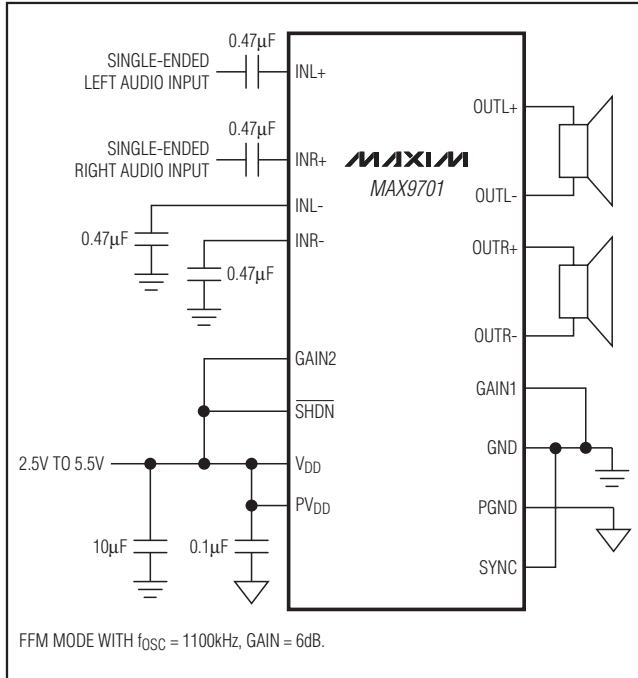 0.47µF
SINGLE-ENDED
LEFT AUDIO INPUT
INL+
0.47µF
SINGLE-ENDED
RIGHT AUDIO INPUT
INR+
INL-
0.47µF
INR-
0.47µF
GAIN2
SHDN
2.5V TO 5.5V
VDD
PVDD
10µF
0.1µF
MAXIM
MAX9701
OUTL+
OUTL-
OUTR+
OUTR-
GAIN1
GND
PGND
SYNC
FFM MODE WITH fOSC = 1100kHz, GAIN = 6dB.